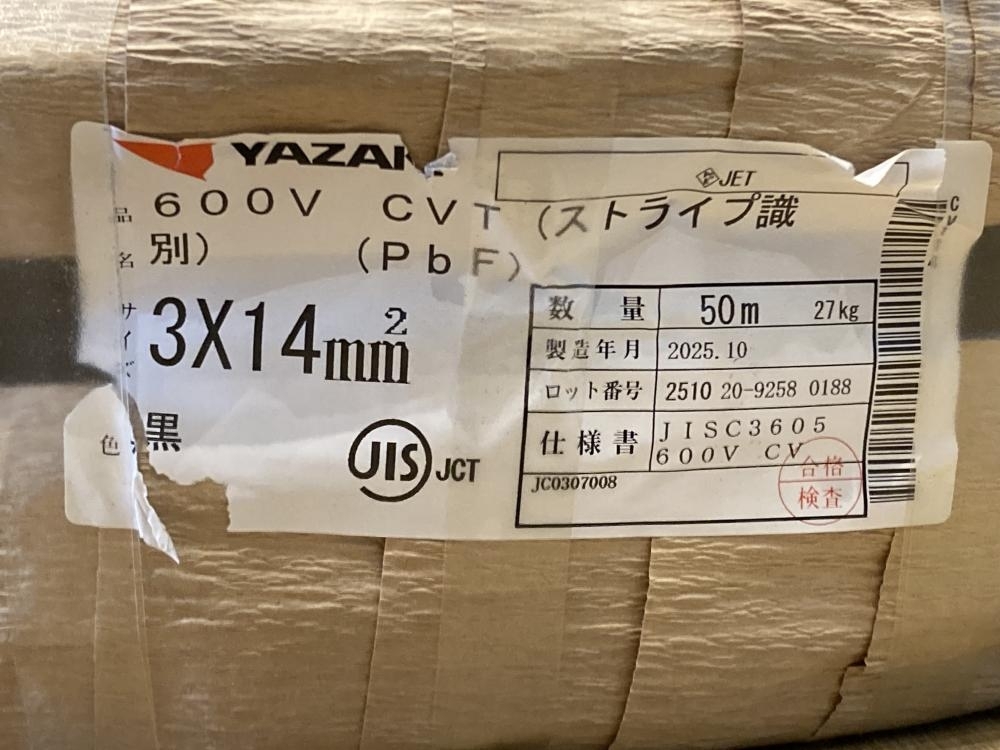 YAZAK
JET
品名 600V CVT (ストライプ識別) (PbF)
サイズ 3X14mm²
色 黒
JIS JCT
数量 50m 27kg
製造年月 2025.10
ロット番号 2510 20-9258 0188
仕様書 JISC3605
600V CV
JC0307008
合格
検査